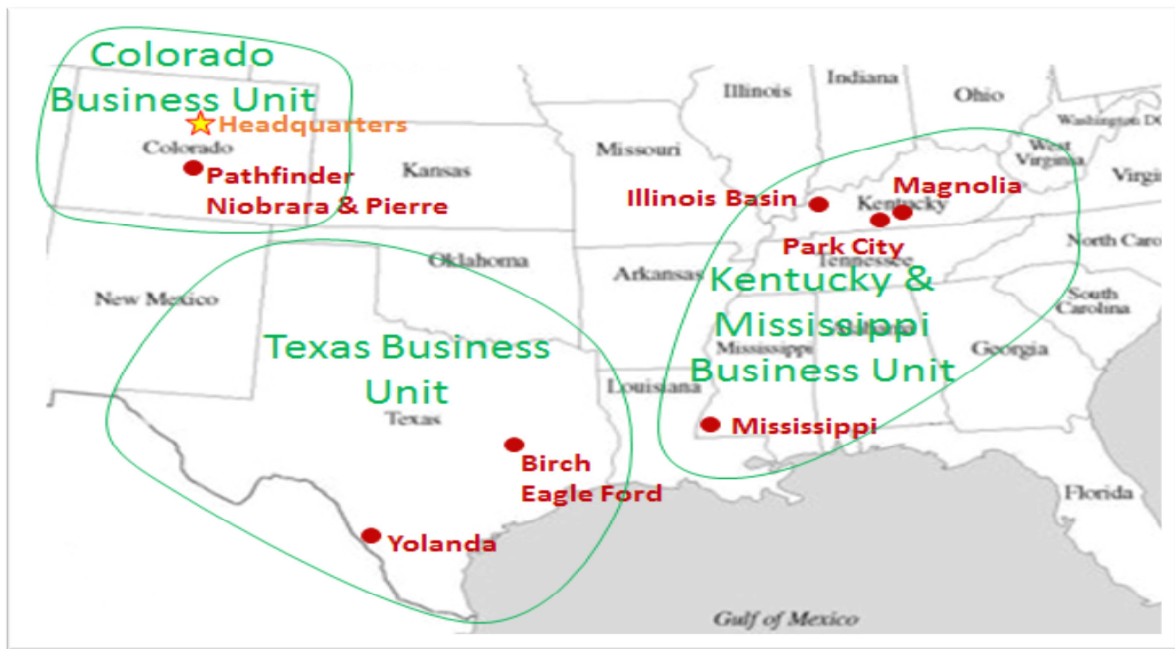 Colorado
Business Unit
Headquarters
Colorado
Pathfinder
Niobrara & Pierre
Kansas
Missouri
Illinois
Indiana
Ohio
Washington DC
West
Virginia
Illinois Basin
Magnolia
Kentucky
Park City
Tennessee
North Caro
South
Carolina
Oklahoma
Arkansas
New Mexico
Kentucky &
Mississippi
Business Unit
Alabama
Mississippi
Georgia
Texas Business
Unit
Texas
Louisiana
Mississippi
Birch
Eagle Ford
Yolanda
Florida
Gulf of Mexico